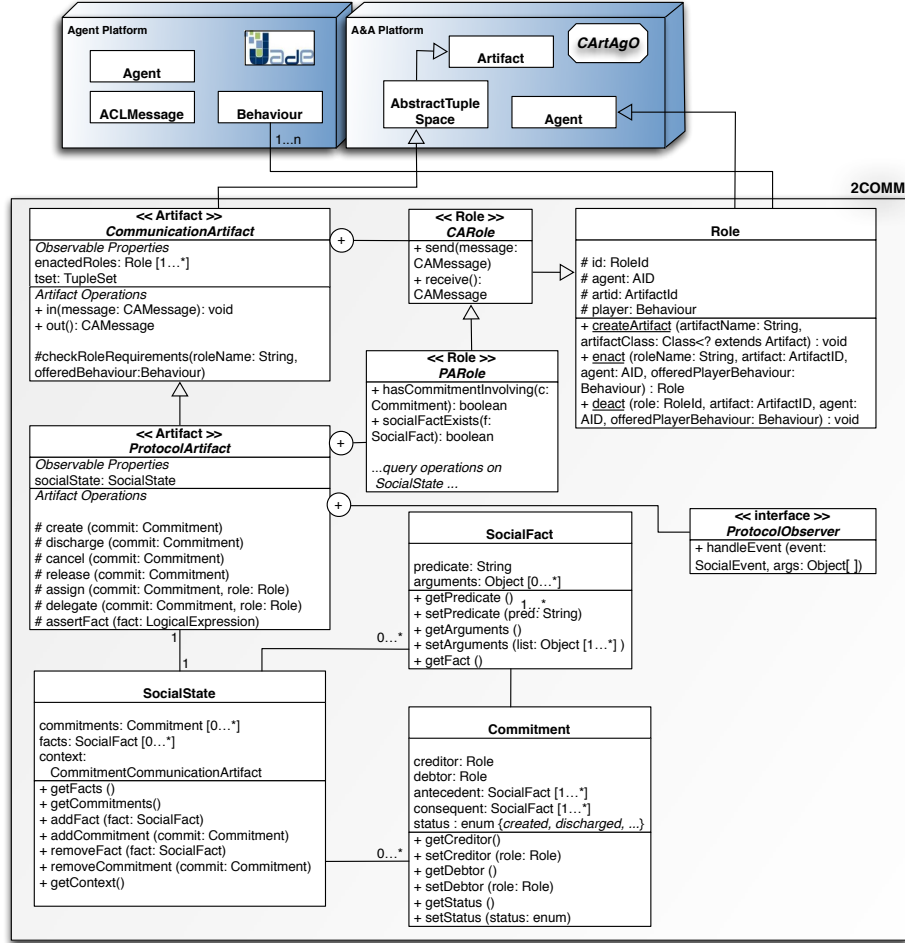 Agent Platform
Jade
Agent
ACLMessage
Behaviour
1...n
A&A Platform
CArtAgO
Artifact
AbstractTuple
Space
Agent
2COMM
<< Artifact >>
CommunicationArtifact
Observable Properties
enactedRoles: Role [1...*]
tset: TupleSet
Artifact Operations
+ in(message: CAMessage): void
+ out(): CAMessage
#checkRoleRequirements(roleName: String,
offeredBehaviour:Behaviour)
+
<< Role >>
CARole
+ send(message:
CAMessage)
+ receive():
CAMessage
Role
# id: RoleId
# agent: AID
# artid: ArtifactId
# player: Behaviour
+ createArtifact (artifactName: String,
artifactClass: Class<? extends Artifact) : void
+ enact (roleName: String, artifact: ArtifactID,
agent: AID, offeredPlayerBehaviour:
Behaviour) : Role
+ deact (role: RoleId, artifact: ArtifactID, agent:
AID, offeredPlayerBehaviour: Behaviour) : void
<< Role >>
PARole
+ hasCommitmentInvolving(c:
Commitment): boolean
+ socialFactExists(f:
SocialFact): boolean
...query operations on
SocialState ...
<< Artifact >>
ProtocolArtifact
Observable Properties
socialState: SocialState
Artifact Operations
# create (commit: Commitment)
# discharge (commit: Commitment)
# cancel (commit: Commitment)
# release (commit: Commitment)
# assign (commit: Commitment, role: Role)
# delegate (commit: Commitment, role: Role)
# assertFact (fact: LogicalExpression)
+
+
<< interface >>
ProtocolObserver
+ handleEvent (event:
SocialEvent, args: Object[ ])
SocialFact
predicate: String
arguments: Object [0...*]
+ getPredicate ()
1...*
+ setPredicate (pred: String)
+ getArguments ()
+ setArguments (list: Object [1...*] )
+ getFact ()
1
1
0...*
SocialState
commitments: Commitment [0...*]
facts: SocialFact [0...*]
context:
CommitmentCommunicationArtifact
+ getFacts ()
+ getCommitments()
+ addFact (fact: SocialFact)
+ addCommitment (commit: Commitment)
+ removeFact (fact: SocialFact)
+ removeCommitment (commit: Commitment)
+ getContext()
0...*
Commitment
creditor: Role
debtor: Role
antecedent: SocialFact [1...*]
consequent: SocialFact [1...*]
status : enum {created, discharged, ...}
+ getCreditor()
+ setCreditor (role: Role)
+ getDebtor ()
+ setDebtor (role: Role)
+ getStatus ()
+ setStatus (status: enum)